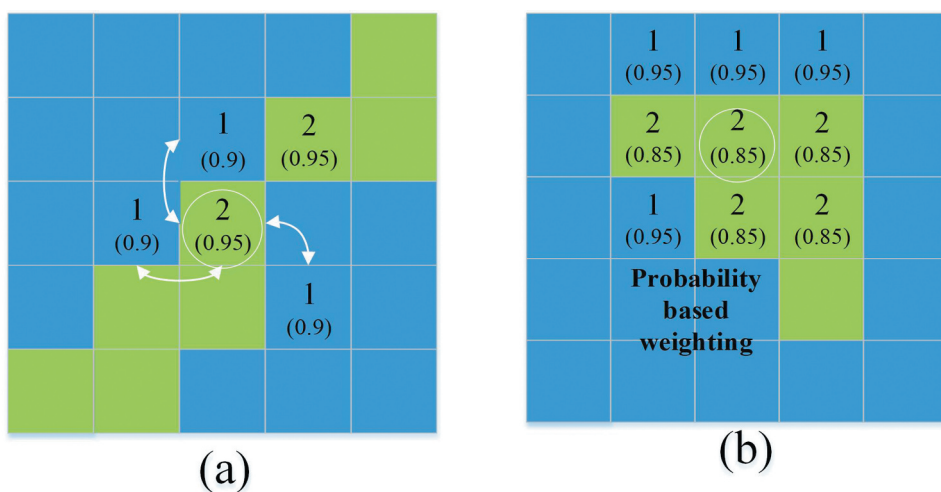 1 2
(0.9) (0.95)
1 2
(0.9) (0.95)
1
(0.9)
(a)
1 1 1
(0.95) (0.95) (0.95)
2 2 2
(0.85) (0.85) (0.85)
1 2 2
(0.95) (0.85) (0.85)
Probability
based
weighting
(b)